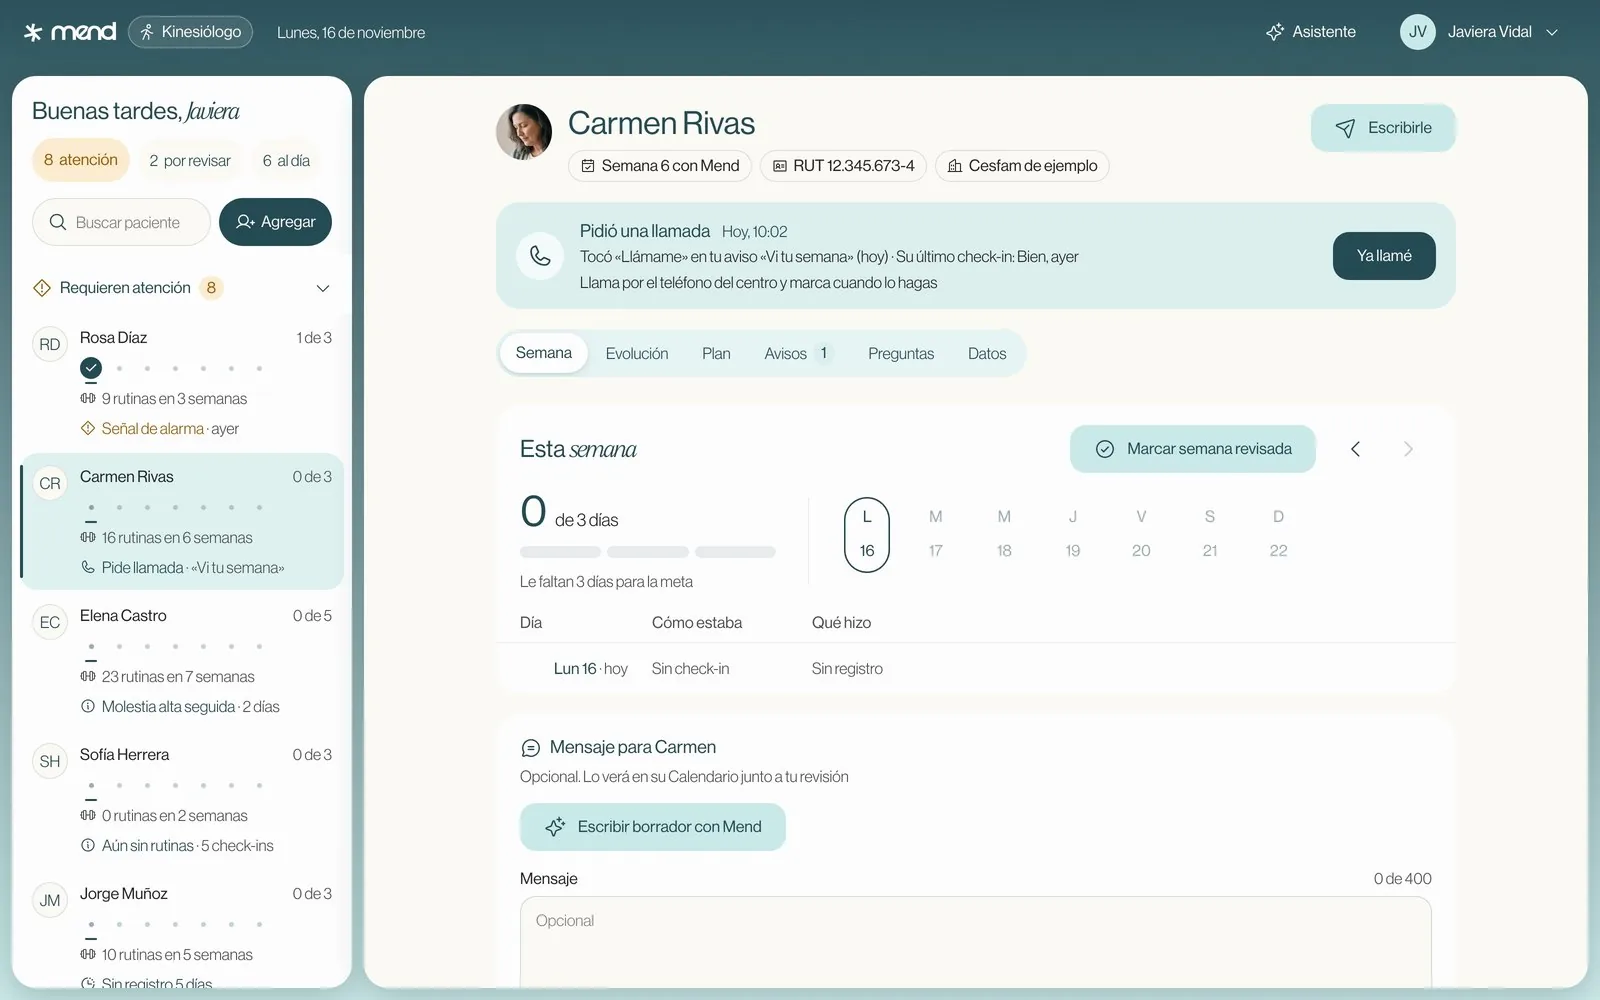 mend
Kinesiólogo
Lunes, 16 de noviembre
Asistente
JV
Javiera Vidal
Buenas tardes, Javiera
8 atención
2 por revisar
6 al día
Buscar paciente
Agregar
Requieren atención 8
RD
Rosa Díaz
1 de 3
9 rutinas en 3 semanas
Señal de alarma · ayer
CR
Carmen Rivas
0 de 3
16 rutinas en 6 semanas
Pide llamada · «Vi tu semana»
EC
Elena Castro
0 de 5
23 rutinas en 7 semanas
Molestia alta seguida · 2 días
SH
Sofía Herrera
0 de 3
0 rutinas en 2 semanas
Aún sin rutinas · 5 check-ins
JM
Jorge Muñoz
0 de 3
10 rutinas en 5 semanas
Sin registro 5 días
Carmen Rivas
Semana 6 con Mend
RUT 12.345.673-4
Cesfam de ejemplo
Escribirle
Pidió una llamada Hoy, 10:02
Tocó «Llámame» en tu aviso «Vi tu semana» (hoy) · Su último check-in: Bien, ayer
Llama por el teléfono del centro y marca cuando lo hagas
Ya llamé
Semana
Evolución
Plan
Avisos 1
Preguntas
Datos
Esta semana
Marcar semana revisada
0 de 3 días
Le faltan 3 días para la meta
L M M J V S D
16 17 18 19 20 21 22
Día Cómo estaba Qué hizo
Lun 16 · hoy Sin check-in Sin registro
Mensaje para Carmen
Opcional. Lo verá en su Calendario junto a tu revisión
Escribir borrador con Mend
Mensaje
0 de 400
Opcional